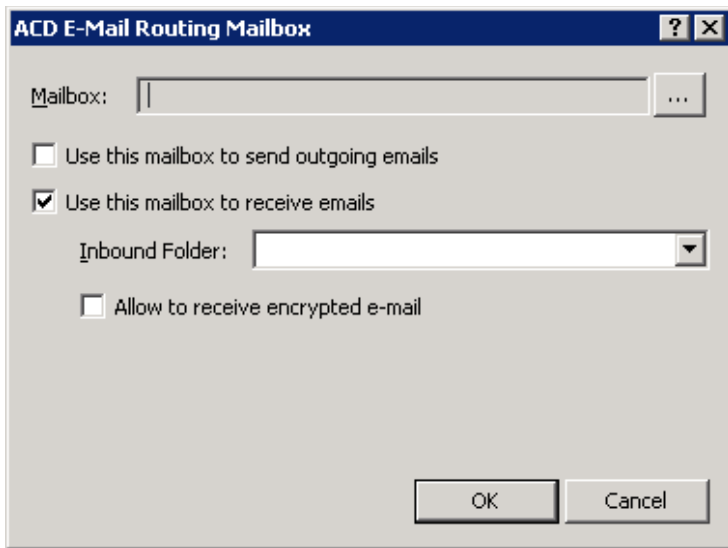 ACD E-Mail Routing Mailbox
Mailbox: ...
Use this mailbox to send outgoing emails
Use this mailbox to receive emails
Inbound Folder:
Allow to receive encrypted e-mail
OK Cancel